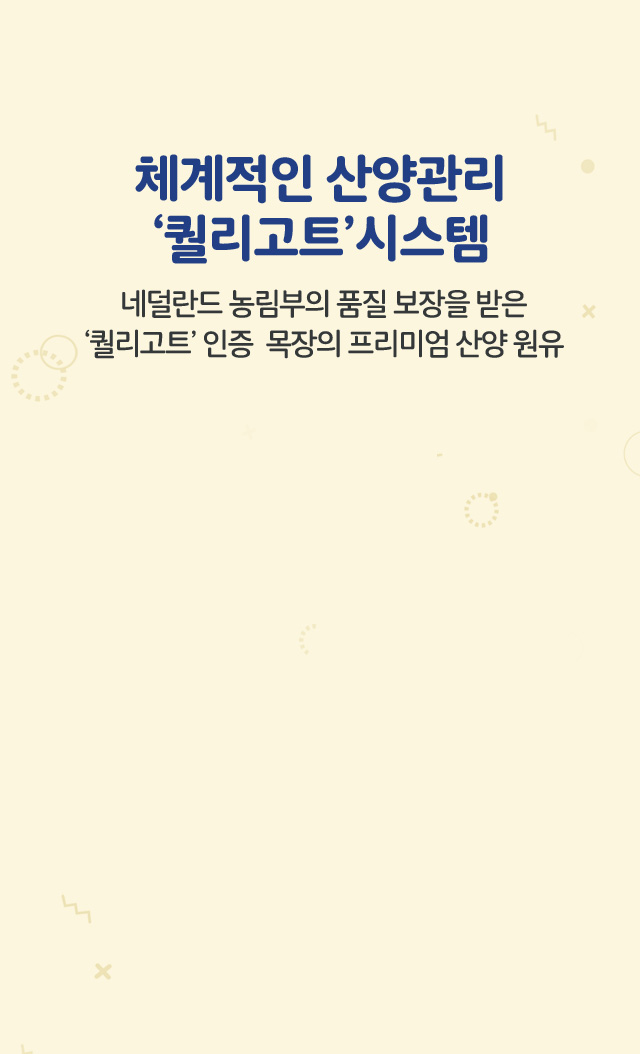 체계적인 산양관리
‘퀄리고트’시스템
네덜란드 농림부의 품질 보장을 받은
‘퀄리고트’ 인증 목장의 프리미엄 산양 원유